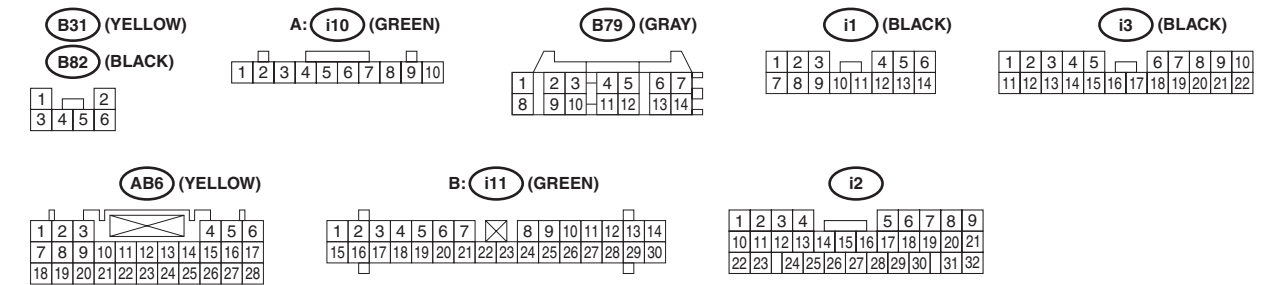 B31 (YELLOW)
B82 (BLACK)
1 2
3 4 5 6
A: i10 (GREEN)
1 2 3 4 5 6 7 8 9 10
B79 (GRAY)
1 2 3 4 5 6 7
8 9 10 11 12 13 14
i1 (BLACK)
1 2 3 4 5 6
7 8 9 10 11 12 13 14
i3 (BLACK)
1 2 3 4 5 6 7 8 9 10
11 12 13 14 15 16 17 18 19 20 21 22
AB6 (YELLOW)
1 2 3 4 5 6
7 8 9 10 11 12 13 14 15 16 17
18 19 20 21 22 23 24 25 26 27 28
B: i11 (GREEN)
1 2 3 4 5 6 7 8 9 10 11 12 13 14
15 16 17 18 19 20 21 22 23 24 25 26 27 28 29 30
i2
1 2 3 4 5 6 7 8 9
10 11 12 13 14 15 16 17 18 19 20 21
22 23 24 25 26 27 28 29 30 31 32